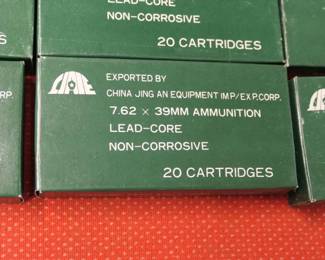 LEAD-CORE
NON-CORROSIVE
20 CARTRIDGES
EXPORTED BY
CHINA JING AN EQUIPMENT IMP/EXP.CORP.
7.62 × 39MM AMMUNITION
LEAD-CORE
NON-CORROSIVE
20 CARTRIDGES
CORP.